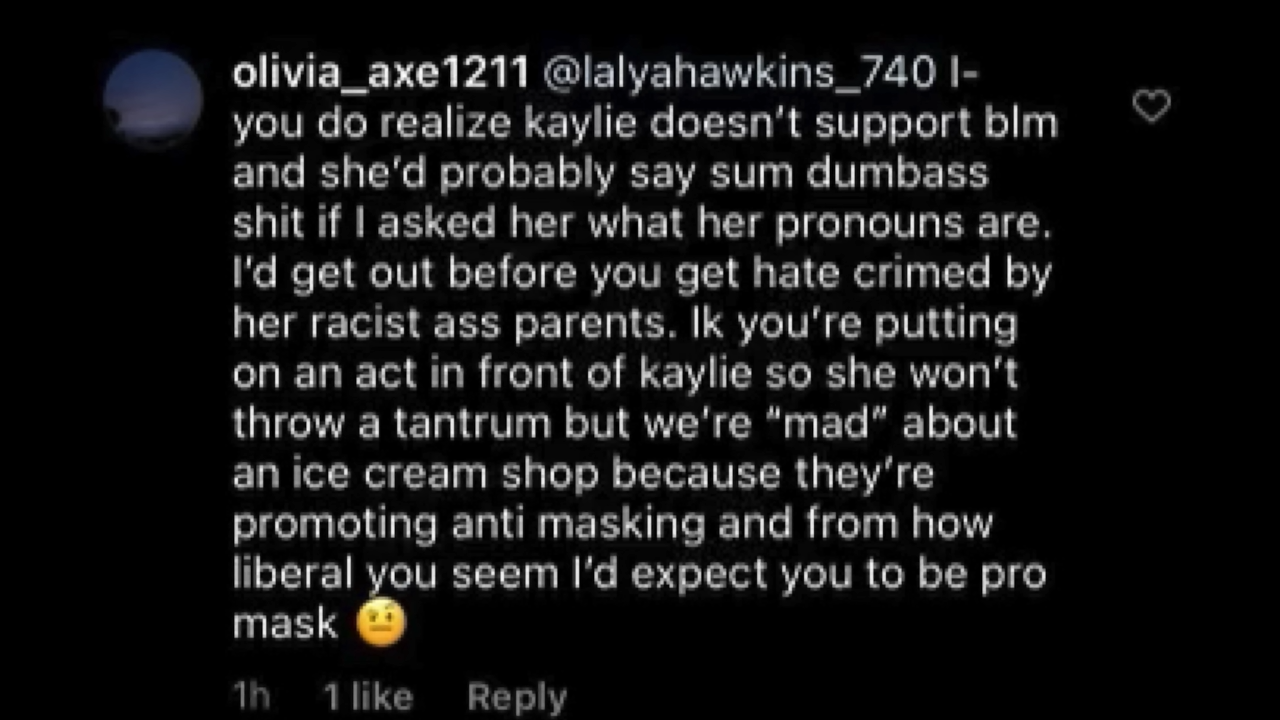 olivia_axe1211 @lalyahawkins_740 I-
you do realize kaylie doesn't support blm
and she'd probably say sum dumbass
shit if I asked her what her pronouns are.
I'd get out before you get hate crimed by
her racist ass parents. Ik you're putting
on an act in front of kaylie so she won't
throw a tantrum but we're “mad” about
an ice cream shop because they're
promoting anti masking and from how
liberal you seem I'd expect you to be pro
mask 🤨
1h 1 like Reply